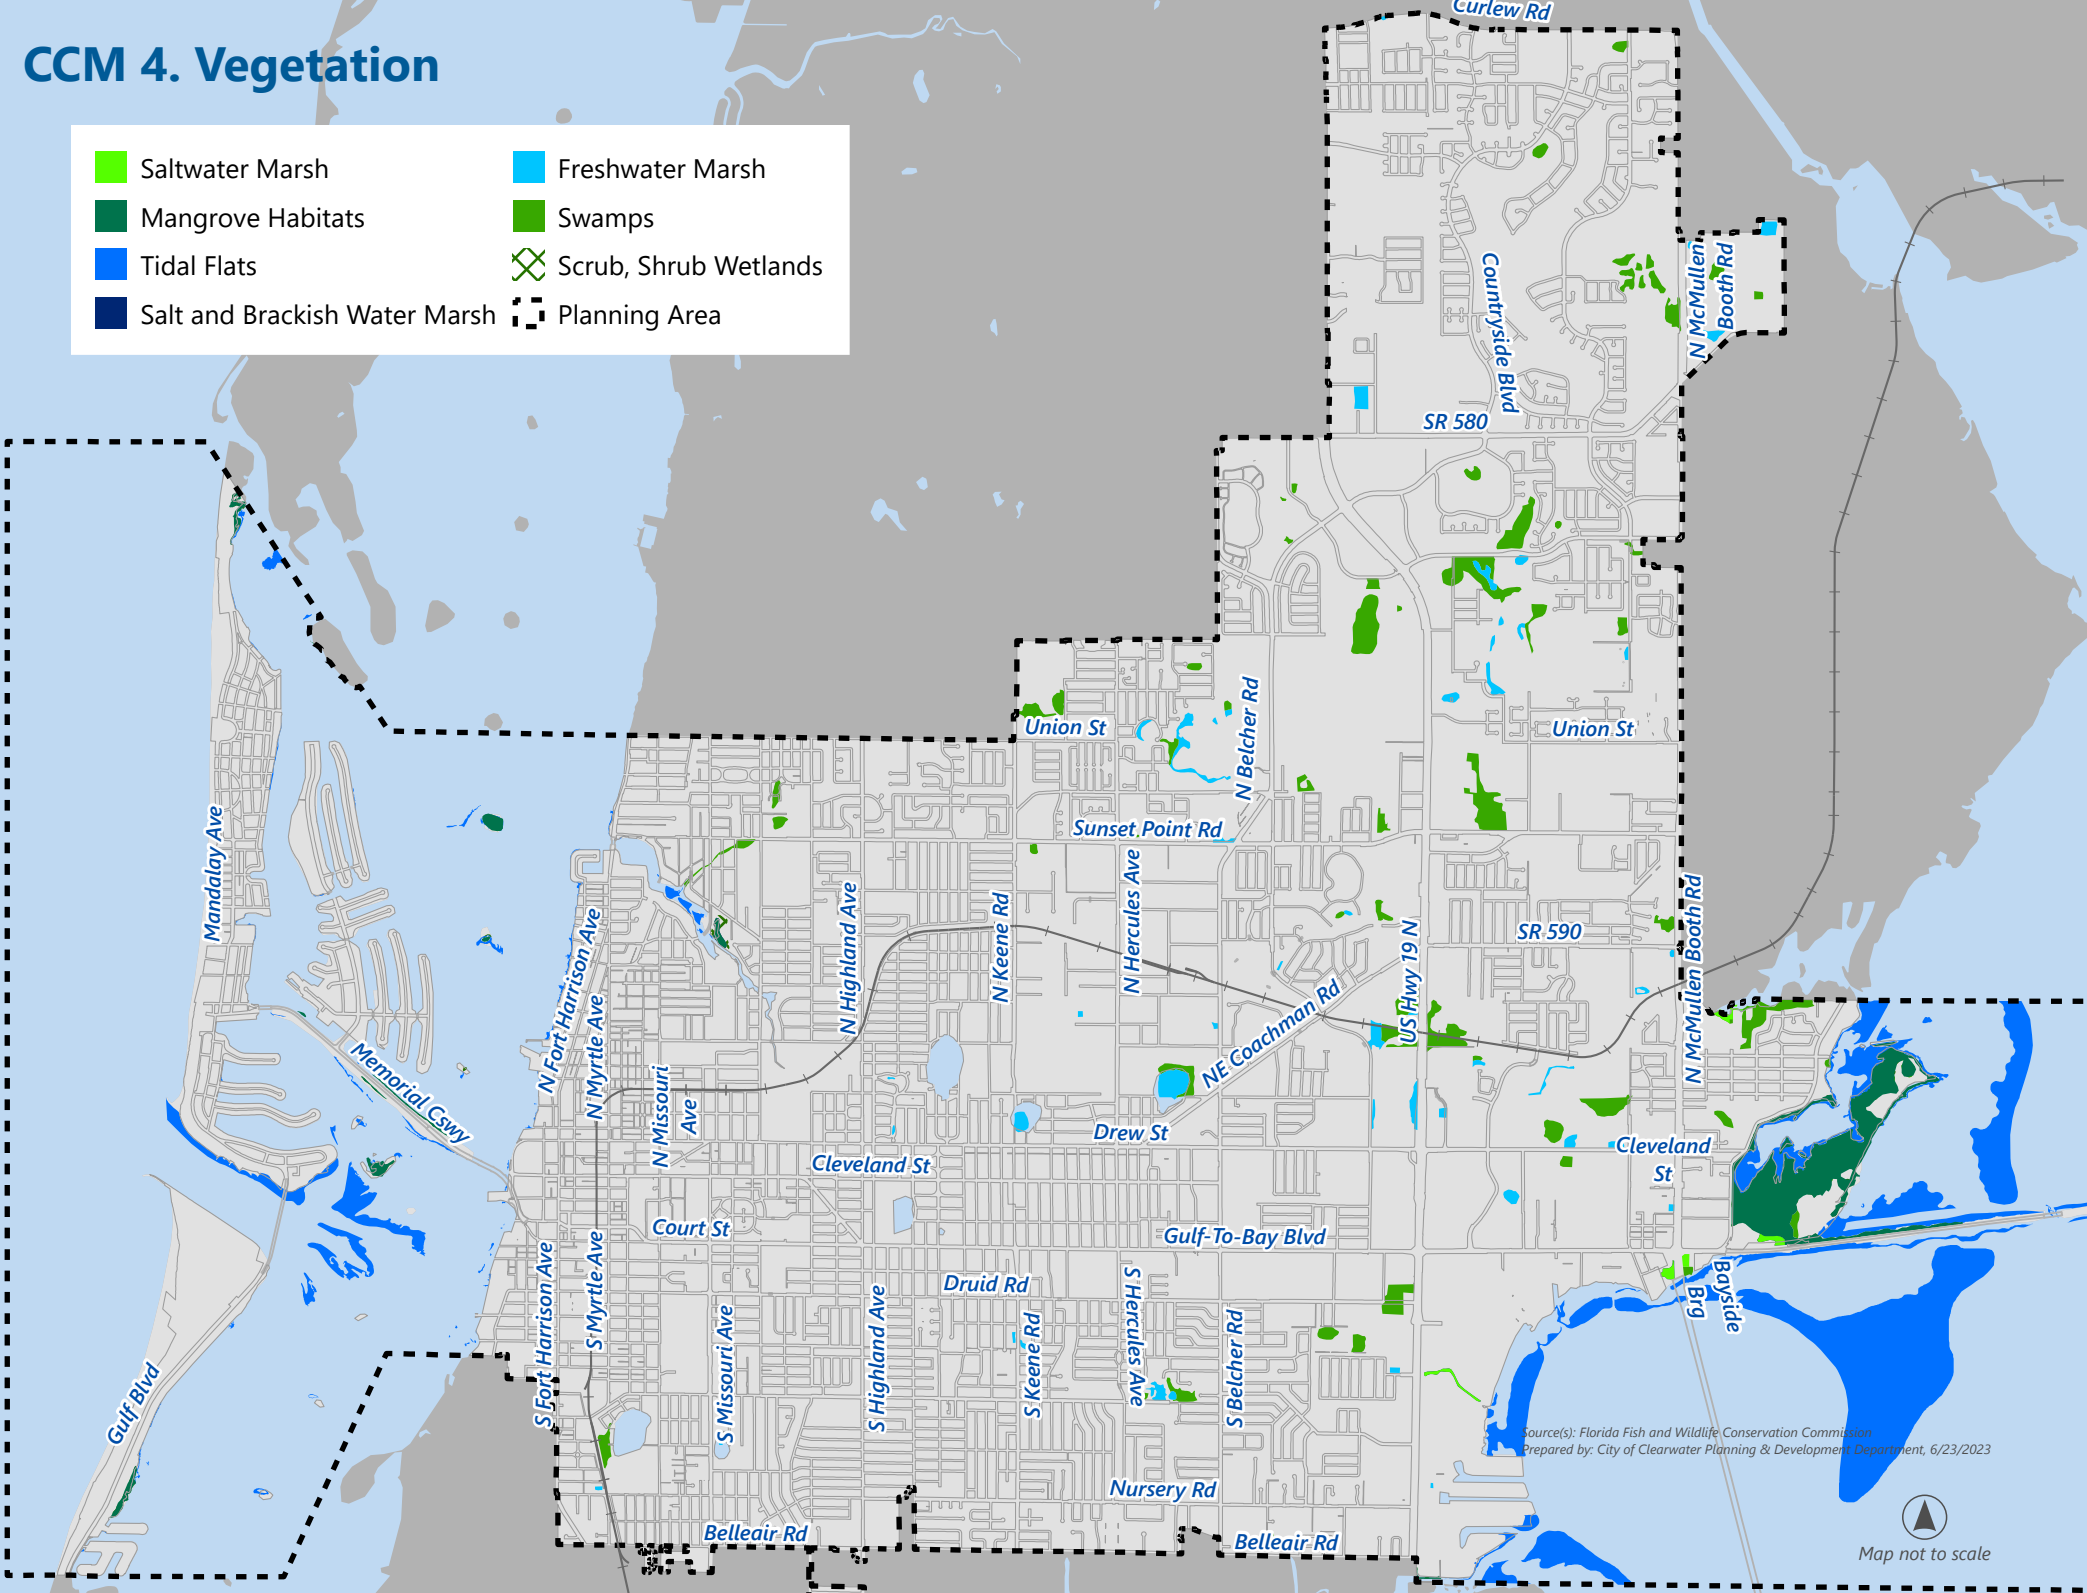 Curlew Rd
CCM 4. Vegetation
Saltwater Marsh
Freshwater Marsh
Mangrove Habitats
Swamps
Tidal Flats
Scrub, Shrub Wetlands
Salt and Brackish Water Marsh
Planning Area
N McMullen
Booth Rd
Countryside Blvd
SR 580
N Belcher Rd
Union St
Union St
Sunset Point Rd
Mandalay Ave
N Hercules Ave
N Highland Ave
N Keene Rd
N McMullen Booth Rd
N Fort Harrison Ave
US Hwy 19 N
SR 590
N Myrtle Ave
NE Coachman Rd
Memorial Cswy
N Missouri
Ave
Drew St
Cleveland St
Cleveland
St
Court St
Gulf-To-Bay Blvd
S Fort Harrison Ave
S Myrtle Ave
Druid Rd
S Hercules Ave
Bayside
Brg
S Missouri Ave
S Highland Ave
S Keene Rd
S Belcher Rd
Gulf Blvd
Source(s): Florida Fish and Wildlife Conservation Commission
Prepared by: City of Clearwater Planning & Development Department, 6/23/2023
Nursery Rd
Belleair Rd
Belleair Rd
Map not to scale